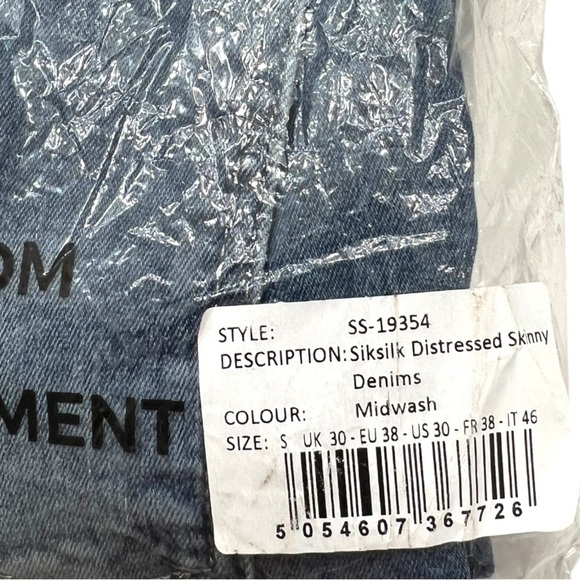 OM
MENT
STYLE: SS-19354
DESCRIPTION: Siksilk Distressed Skinny
Denims
COLOUR: Midwash
SIZE: S UK 30 - EU 38 - US 30 - FR 38 - IT 46
5 054607 367726